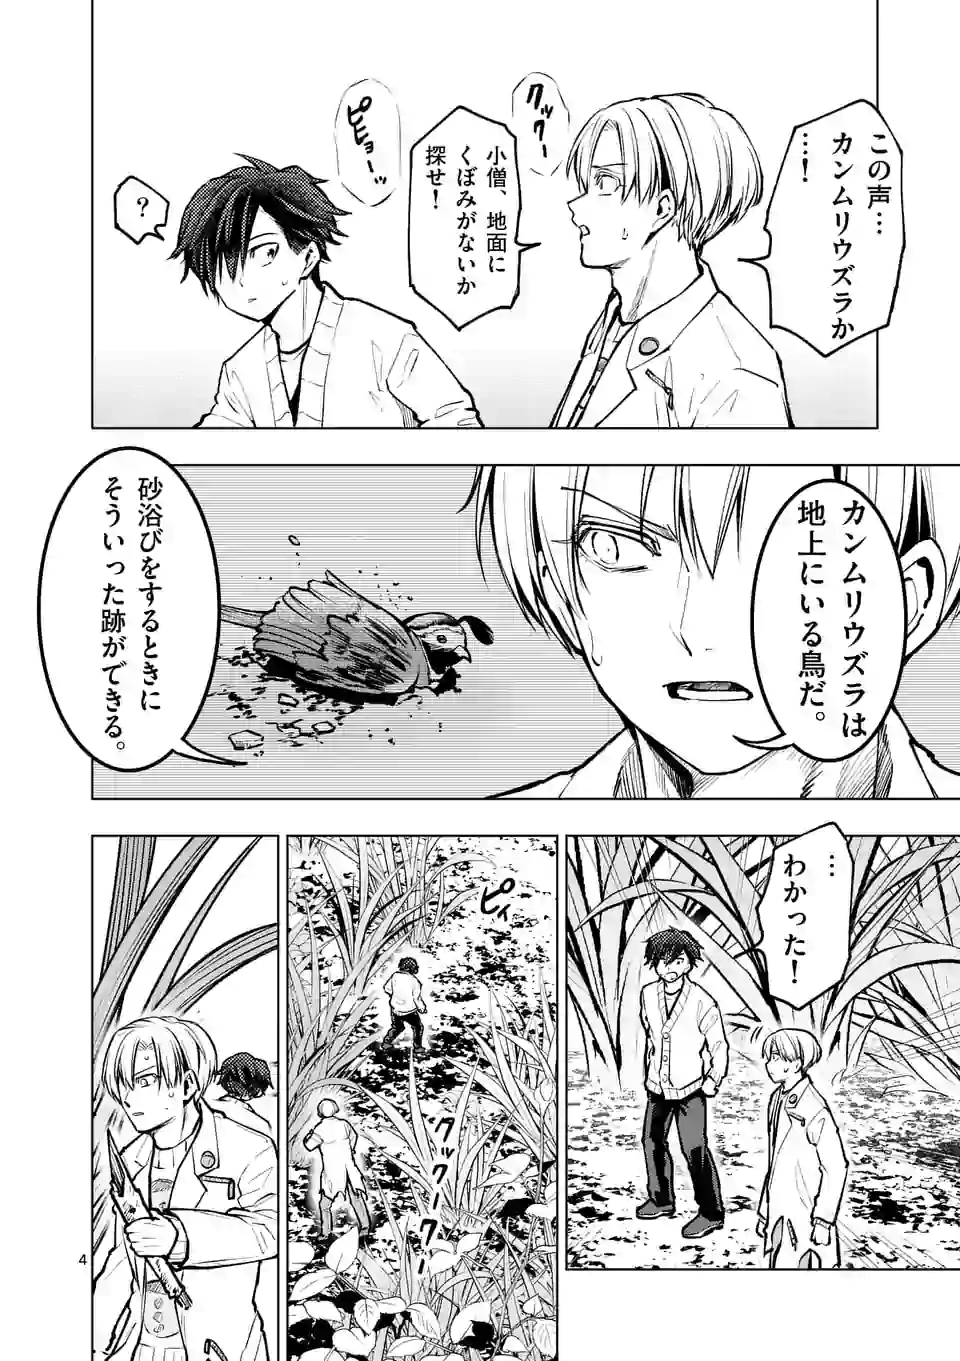 この声…
カンムリウズラか
…！
クックー
小僧、地面に
くぼみがないか
探せ！
ピヒョーッ
？
カンムリウズラは
地上にいる鳥だ。
砂浴びをするときに
そういった跡ができる。
…
わかった！
ピィ
クックークー
4